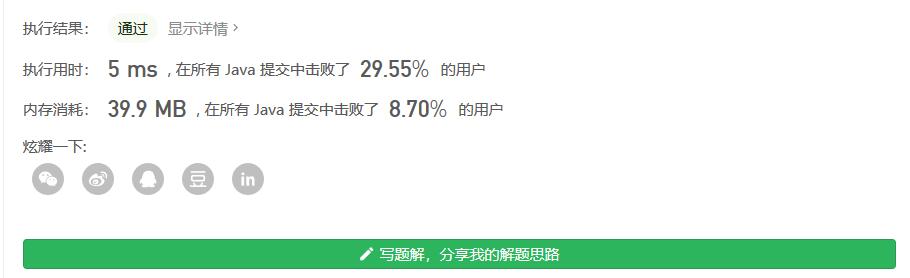 执行结果： 通过 显示详情 ›
执行用时： 5 ms , 在所有 Java 提交中击败了 29.55% 的用户
内存消耗： 39.9 MB , 在所有 Java 提交中击败了 8.70% 的用户
炫耀一下:
豆 in
写题解，分享我的解题思路